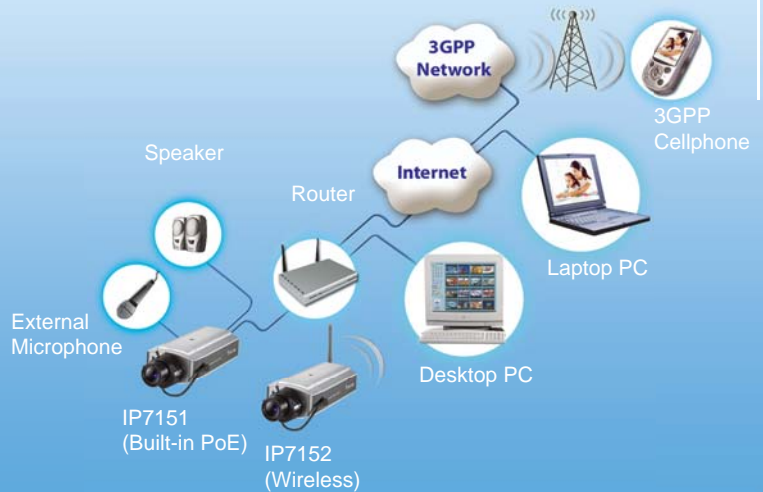 3GPP
Network
3GPP
Cellphone
Speaker
Internet
Router
Laptop PC
External
Microphone
Desktop PC
IP7151
(Built-in PoE)
IP7152
(Wireless)